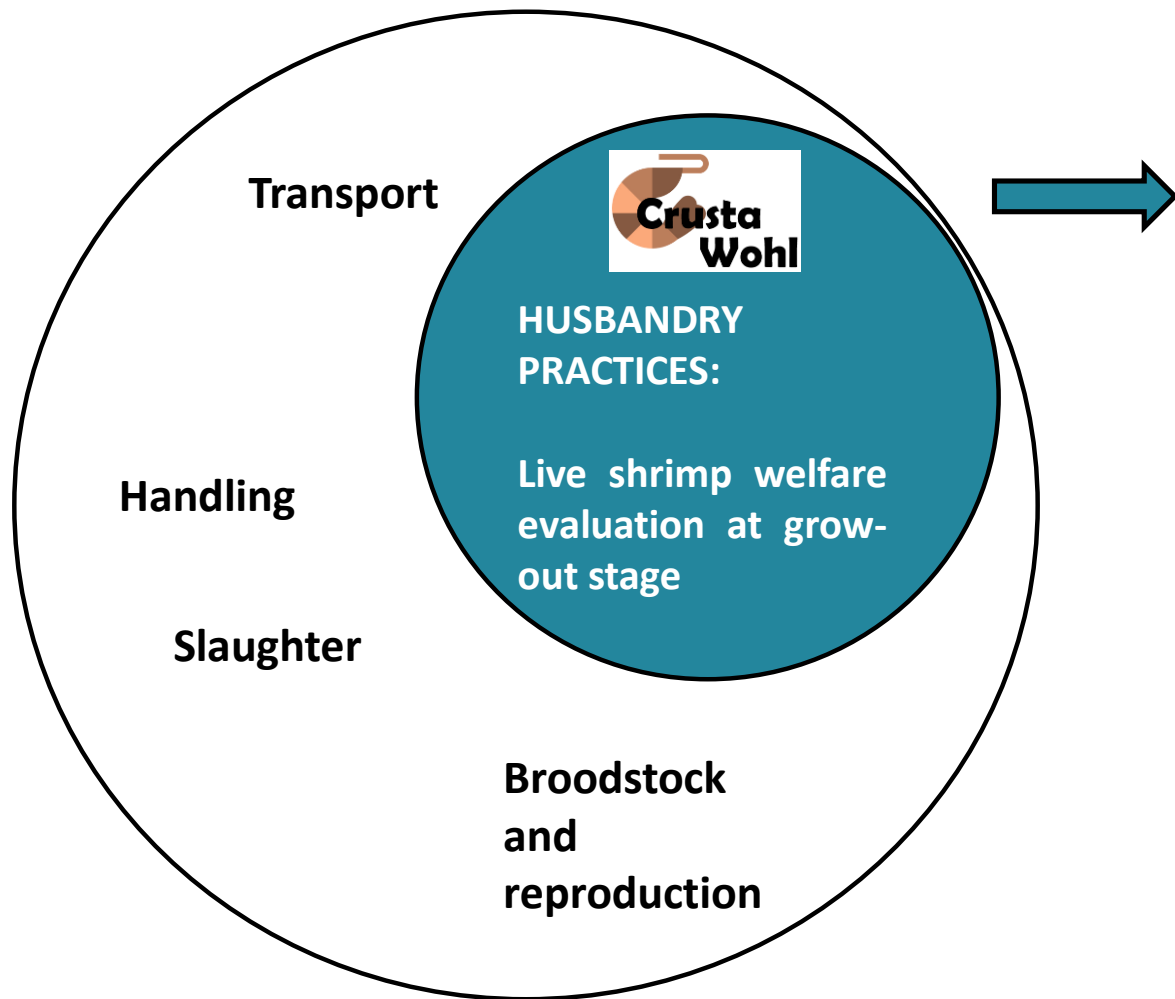 Transport
Crusta
Wohl
HUSBANDRY
PRACTICES:
Live shrimp welfare
evaluation at grow-
out stage
Handling
Slaughter
Broodstock
and
reproduction